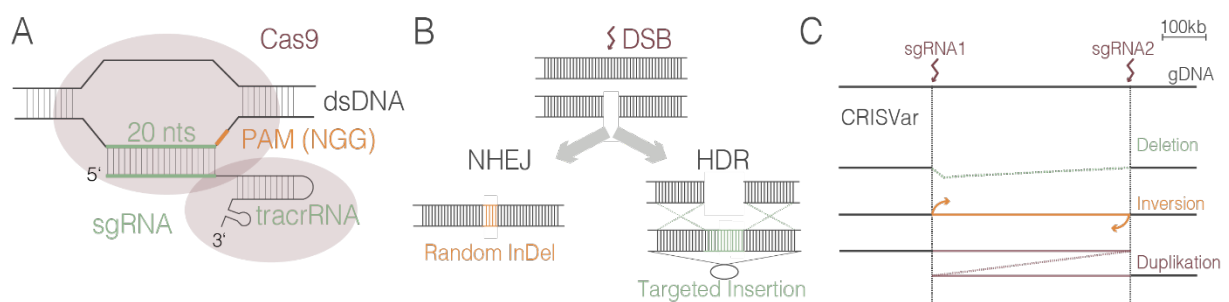 A
Cas9
dsDNA
20 nts
PAM (NGG)
5'
sgRNA
tracrRNA
3'
B
DSB
NHEJ
HDR
Random InDel
Targeted Insertion
C
100kb
sgRNA1
sgRNA2
gDNA
CRISVar
Deletion
Inversion
Duplikation